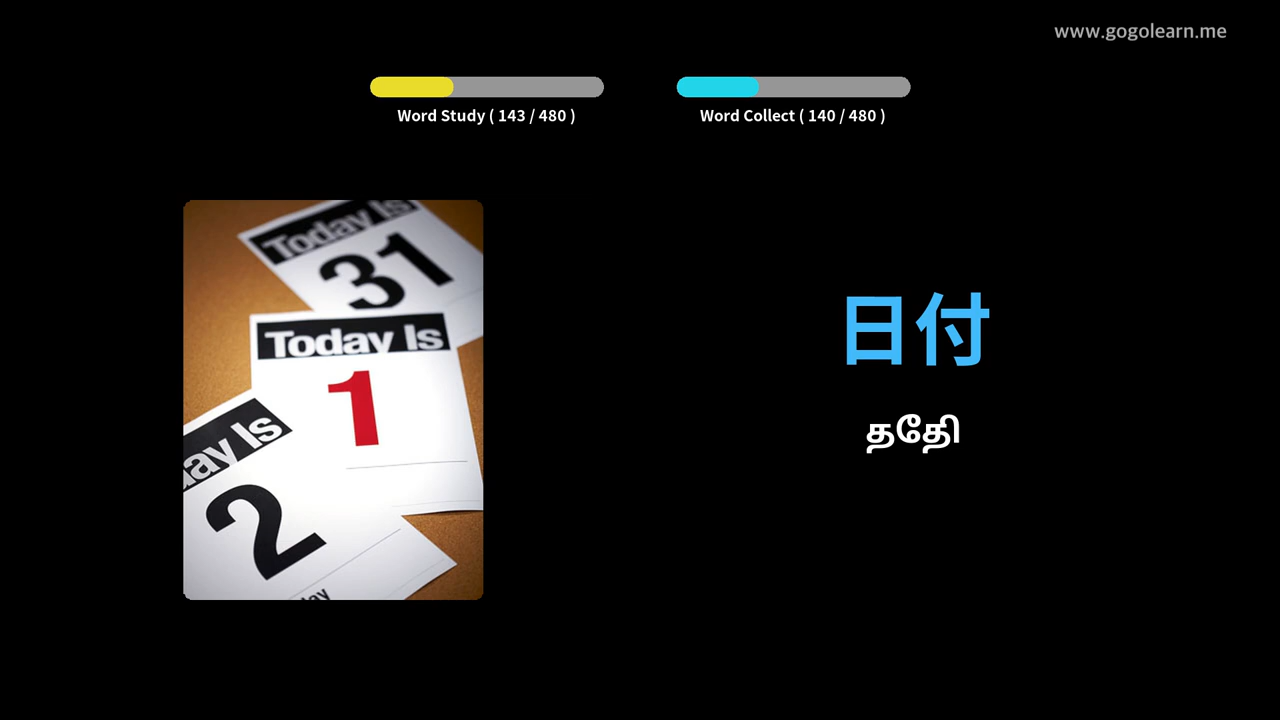 www.gogolearn.me
Word Study ( 143 / 480 )
Word Collect ( 140 / 480 )
Today Is
31
Today Is
1
日付
தேதி
ay Is
2